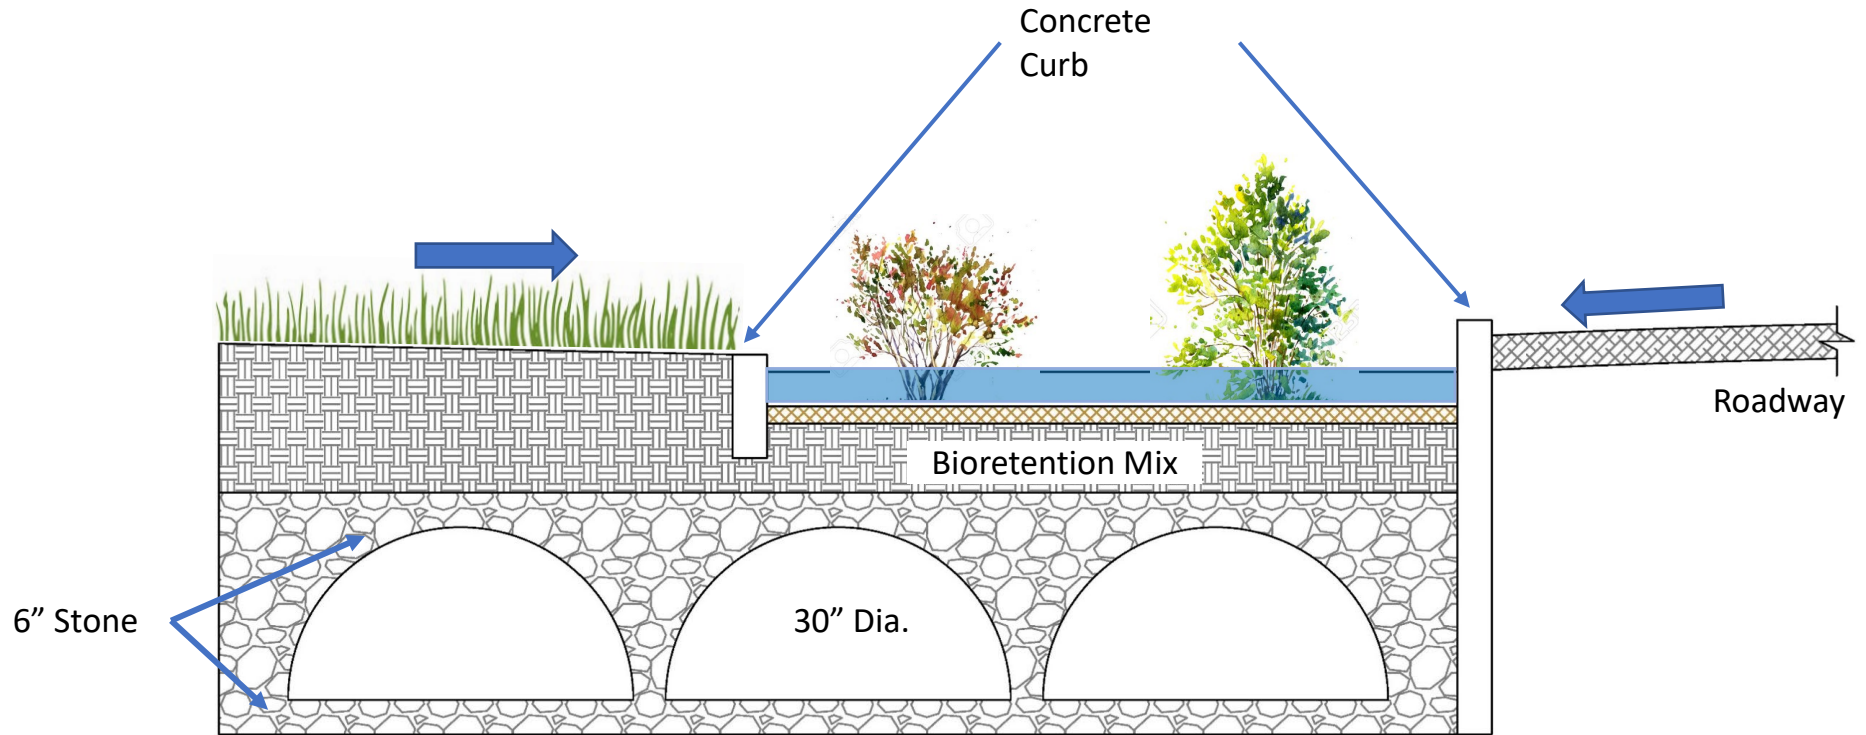 Concrete
Curb
Roadway
Bioretention Mix
6” Stone
30” Dia.